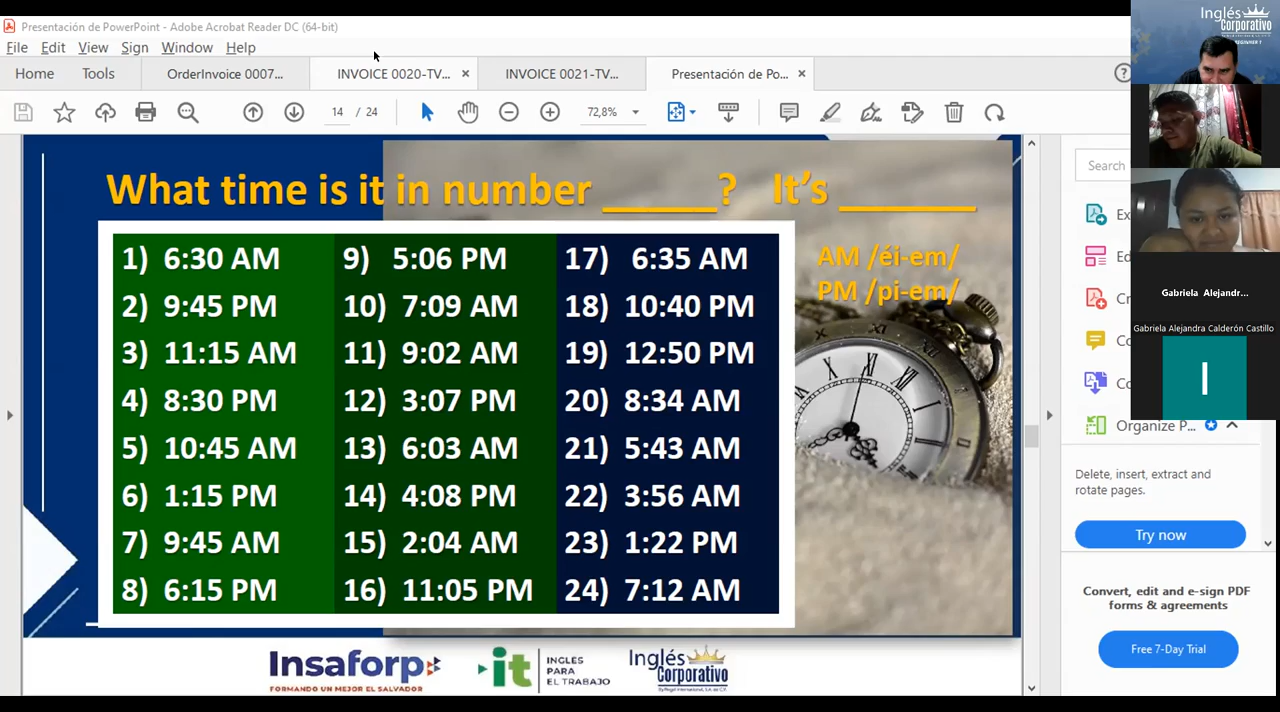 Presentación de PowerPoint - Adobe Acrobat Reader DC (64-bit)
File Edit View Sign Window Help
Home Tools OrderInvoice 0007... INVOICE 0020-TV... INVOICE 0021-TV... Presentación de Po...
14 / 24 72,8%
What time is it in number _____? It's ______
1) 6:30 AM
2) 9:45 PM
3) 11:15 AM
4) 8:30 PM
5) 10:45 AM
6) 1:15 PM
7) 9:45 AM
8) 6:15 PM
9) 5:06 PM
10) 7:09 AM
11) 9:02 AM
12) 3:07 PM
13) 6:03 AM
14) 4:08 PM
15) 2:04 AM
16) 11:05 PM
17) 6:35 AM
18) 10:40 PM
19) 12:50 PM
20) 8:34 AM
21) 5:43 AM
22) 3:56 AM
23) 1:22 PM
24) 7:12 AM
AM /éi-em/
PM /pi-em/
Insaforp
FORMANDO UN MEJOR EL SALVADOR
it
INGLÉS
PARA
EL TRABAJO
Inglés
Corporativo
Search
Organize P...
Delete, insert, extract and
rotate pages.
Try now
Convert, edit and e-sign PDF
forms & agreements
Free 7-Day Trial
Inglés
Corporativo
BEGINNER 1
Gabriela Alejandr...
Gabriela Alejandra Calderón Castillo
I